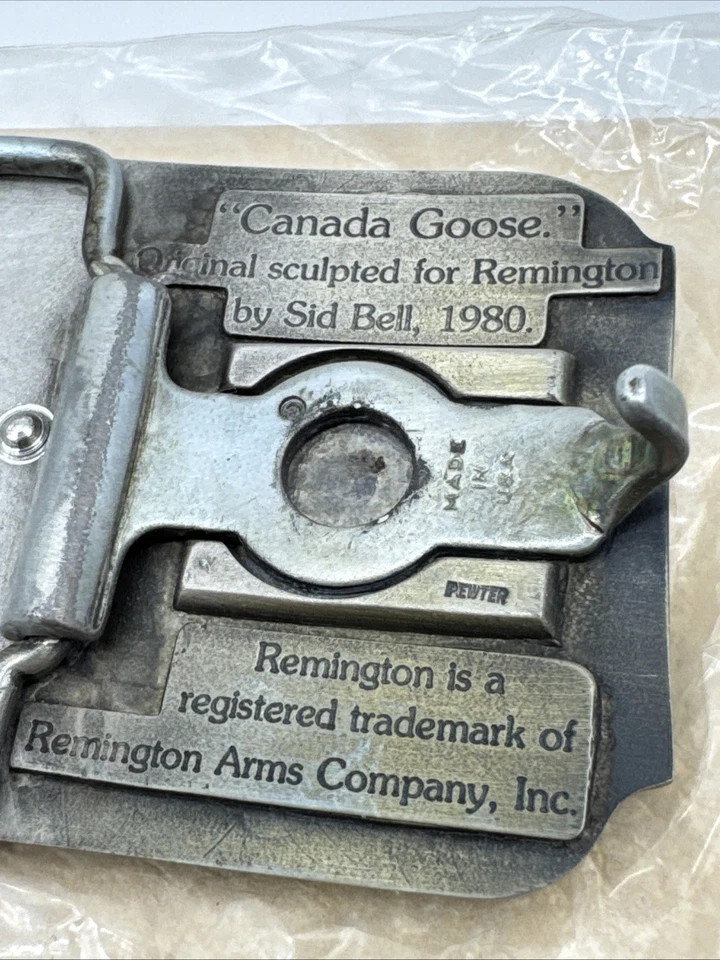 "Canada Goose."
Original sculpted for Remington
by Sid Bell, 1980.
MADE
IN
USA
PEWTER
Remington is a
registered trademark of
Remington Arms Company, Inc.